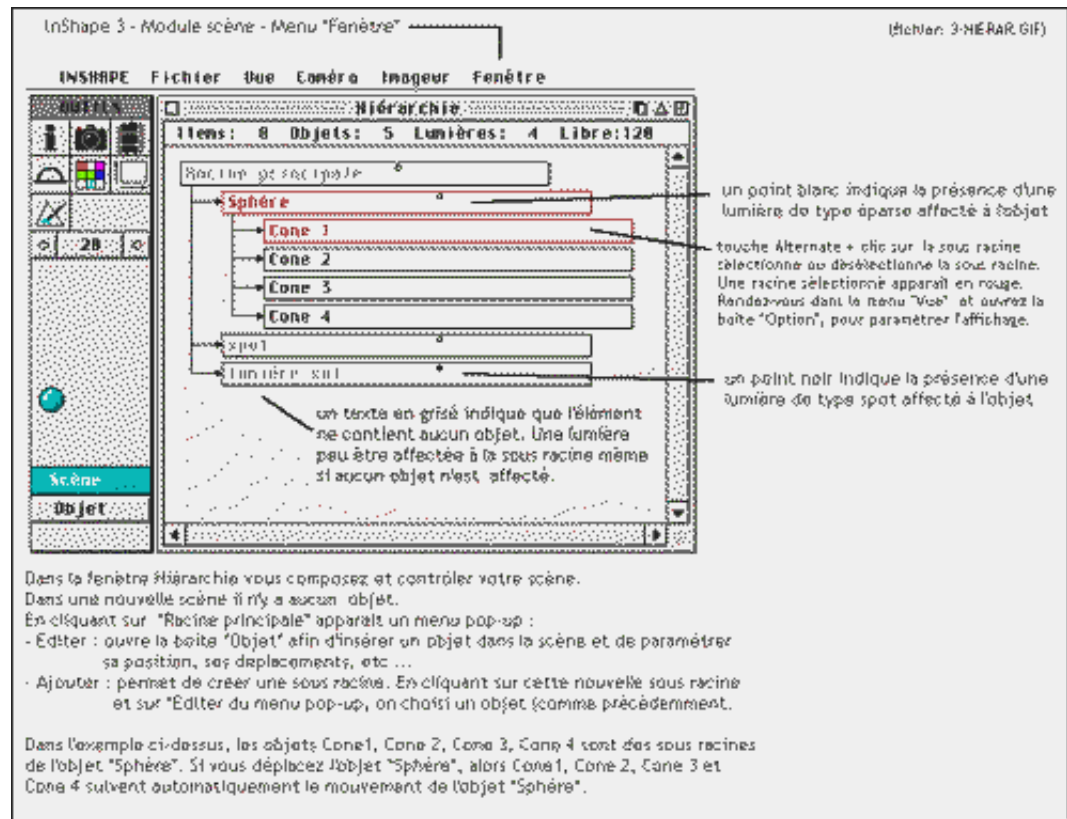 InShape 3 - Module scène - Menu "Fenêtre"
(fichier: 3-HIERAR.GIF)
INSHAPE Fichier Vue Caméra Imageur Fenêtre
OUTILS
Hiérarchie
Items: 8 Objets: 5 Lumières: 4 Libre:120
Racine principale
Sphère
Cone 1
Cone 2
Cone 3
Cone 4
spot
Lumière
20
Scène
Objet
un point blanc indique la présence d'une
lumière de type éparse affecté à l'objet
touche Alternate + clic sur la sous racine
sélectionne ou désélectionne la sous racine.
Une racine sélectionné apparaît en rouge.
Rendez-vous dans le menu "Vue" et ouvrez la
boîte "Option", pour paramétrer l'affichage.
un point noir indique la présence d'une
lumière de type spot affecté à l'objet
un texte en grisé indique que l'élément
ne contient aucun objet. Une lumière
peu être affectée à la sous racine même
si aucun objet n'est affecté.
Dans la fenêtre Hiérarchie vous composez et contrôler votre scène.
Dans une nouvelle scène il n'y a aucun objet.
En cliquant sur "Racine principale" apparaît un menu pop-up :
- Editer : ouvre la boîte "Objet" afin d'insérer un objet dans la scène et de paramétrer
sa position, ses déplacements, etc ...
- Ajouter : permet de créer une sous racine. En cliquant sur cette nouvelle sous racine
et sur "Editer du menu pop-up, on choisi un objet (comme précédemment.
Dans l'exemple ci-dessus, les objets Cone1, Cone 2, Cone 3, Cone 4 sont des sous racines
de l'objet "Sphère". Si vous déplacez l'objet "Sphère", alors Cone1, Cone 2, Cone 3 et
Cone 4 suivent automatiquement le mouvement de l'objet "Sphère".